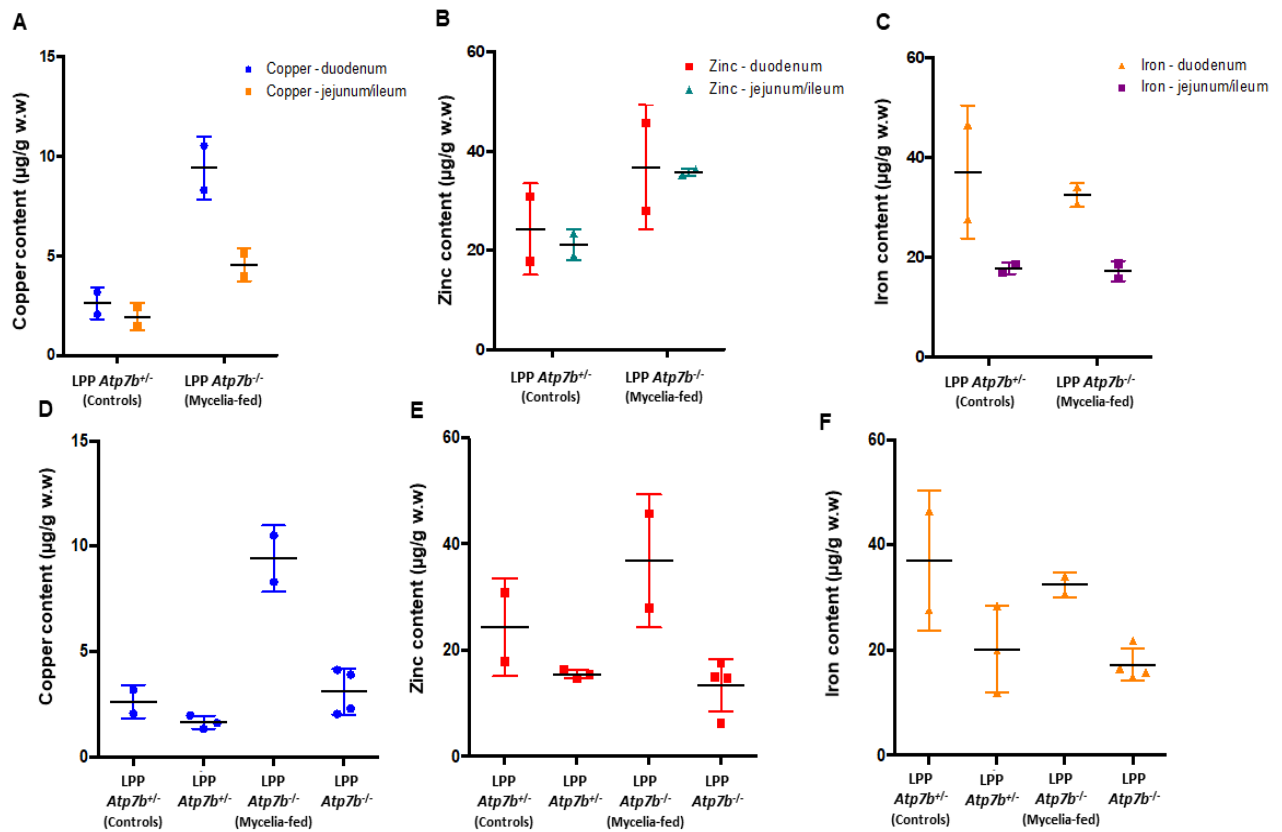 A
Copper content (µg/g w.w)
15
10
5
0
Copper - duodenum
Copper - jejunum/ileum
LPP Atp7b+/-
(Controls)
LPP Atp7b-/-
(Mycelia-fed)
B
Zinc content (µg/g w.w)
60
40
20
0
Zinc - duodenum
Zinc - jejunum/ileum
LPP Atp7b+/-
(Controls)
LPP Atp7b-/-
(Mycelia-fed)
C
Iron content (µg/g w.w)
60
40
20
0
Iron - duodenum
Iron - jejunum/ileum
LPP Atp7b+/-
(Controls)
LPP Atp7b-/-
(Mycelia-fed)
D
Copper content (µg/g w.w)
15
10
5
0
LPP
Atp7b+/-
(Controls)
LPP
Atp7b+/-
LPP
Atp7b-/-
(Mycelia-fed)
LPP
Atp7b-/-
E
Zinc content (µg/g w.w)
60
40
20
0
LPP
Atp7b+/-
(Controls)
LPP
Atp7b+/-
LPP
Atp7b-/-
(Mycelia-fed)
LPP
Atp7b-/-
F
Iron content (µg/g w.w)
60
40
20
0
LPP
Atp7b+/-
(Controls)
LPP
Atp7b+/-
LPP
Atp7b-/-
(Mycelia-fed)
LPP
Atp7b-/-